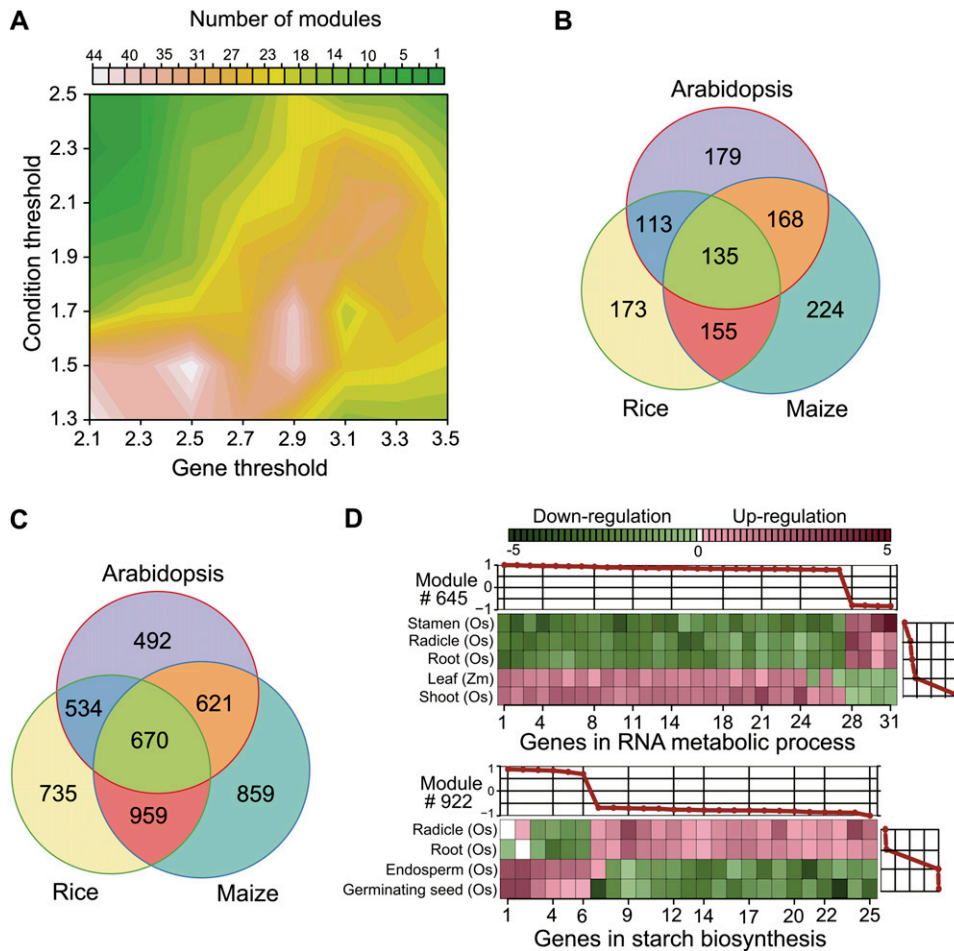 A
Number of modules
44 40 35 31 27 23 18 14 10 5 1
Condition threshold
2.5
2.3
2.1
1.9
1.7
1.5
1.3
2.1 2.3 2.5 2.7 2.9 3.1 3.3 3.5
Gene threshold
B
Arabidopsis
179
113 168
135
173 155 224
Rice Maize
C
Arabidopsis
492
534 621
670
735 959 859
Rice Maize
D
Down-regulation Up-regulation
-5 0 5
Module
# 645
1
0
-1
Stamen (Os)
Radicle (Os)
Root (Os)
Leaf (Zm)
Shoot (Os)
1 4 8 11 14 18 21 24 28 31
Genes in RNA metabolic process
Module
# 922
1
0
-1
Radicle (Os)
Root (Os)
Endosperm (Os)
Germinating seed (Os)
1 4 6 9 12 14 17 20 22 25
Genes in starch biosynthesis